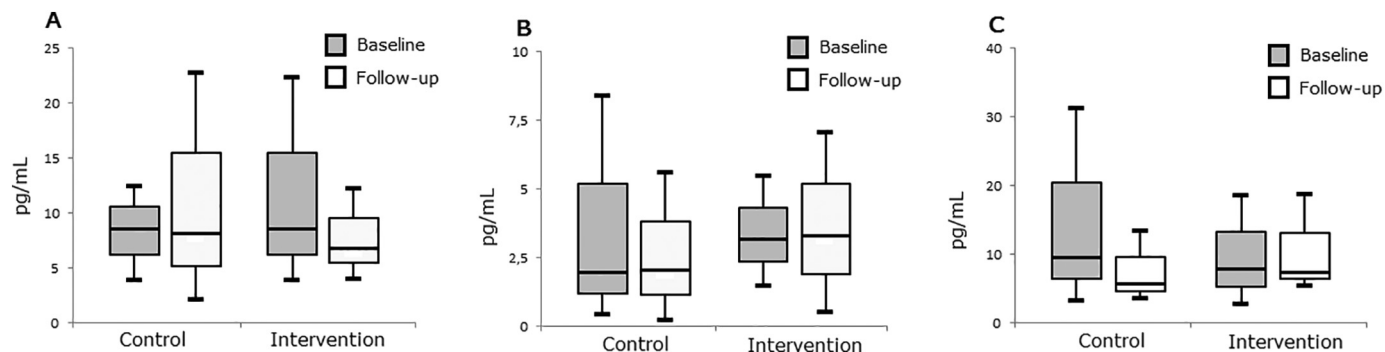 A
25
20
15
10
5
0
pg/mL
Baseline
Follow-up
Control Intervention
B
10
7,5
5
2,5
0
pg/mL
Baseline
Follow-up
Control Intervention
C
40
30
20
10
0
pg/mL
Baseline
Follow-up
Control Intervention